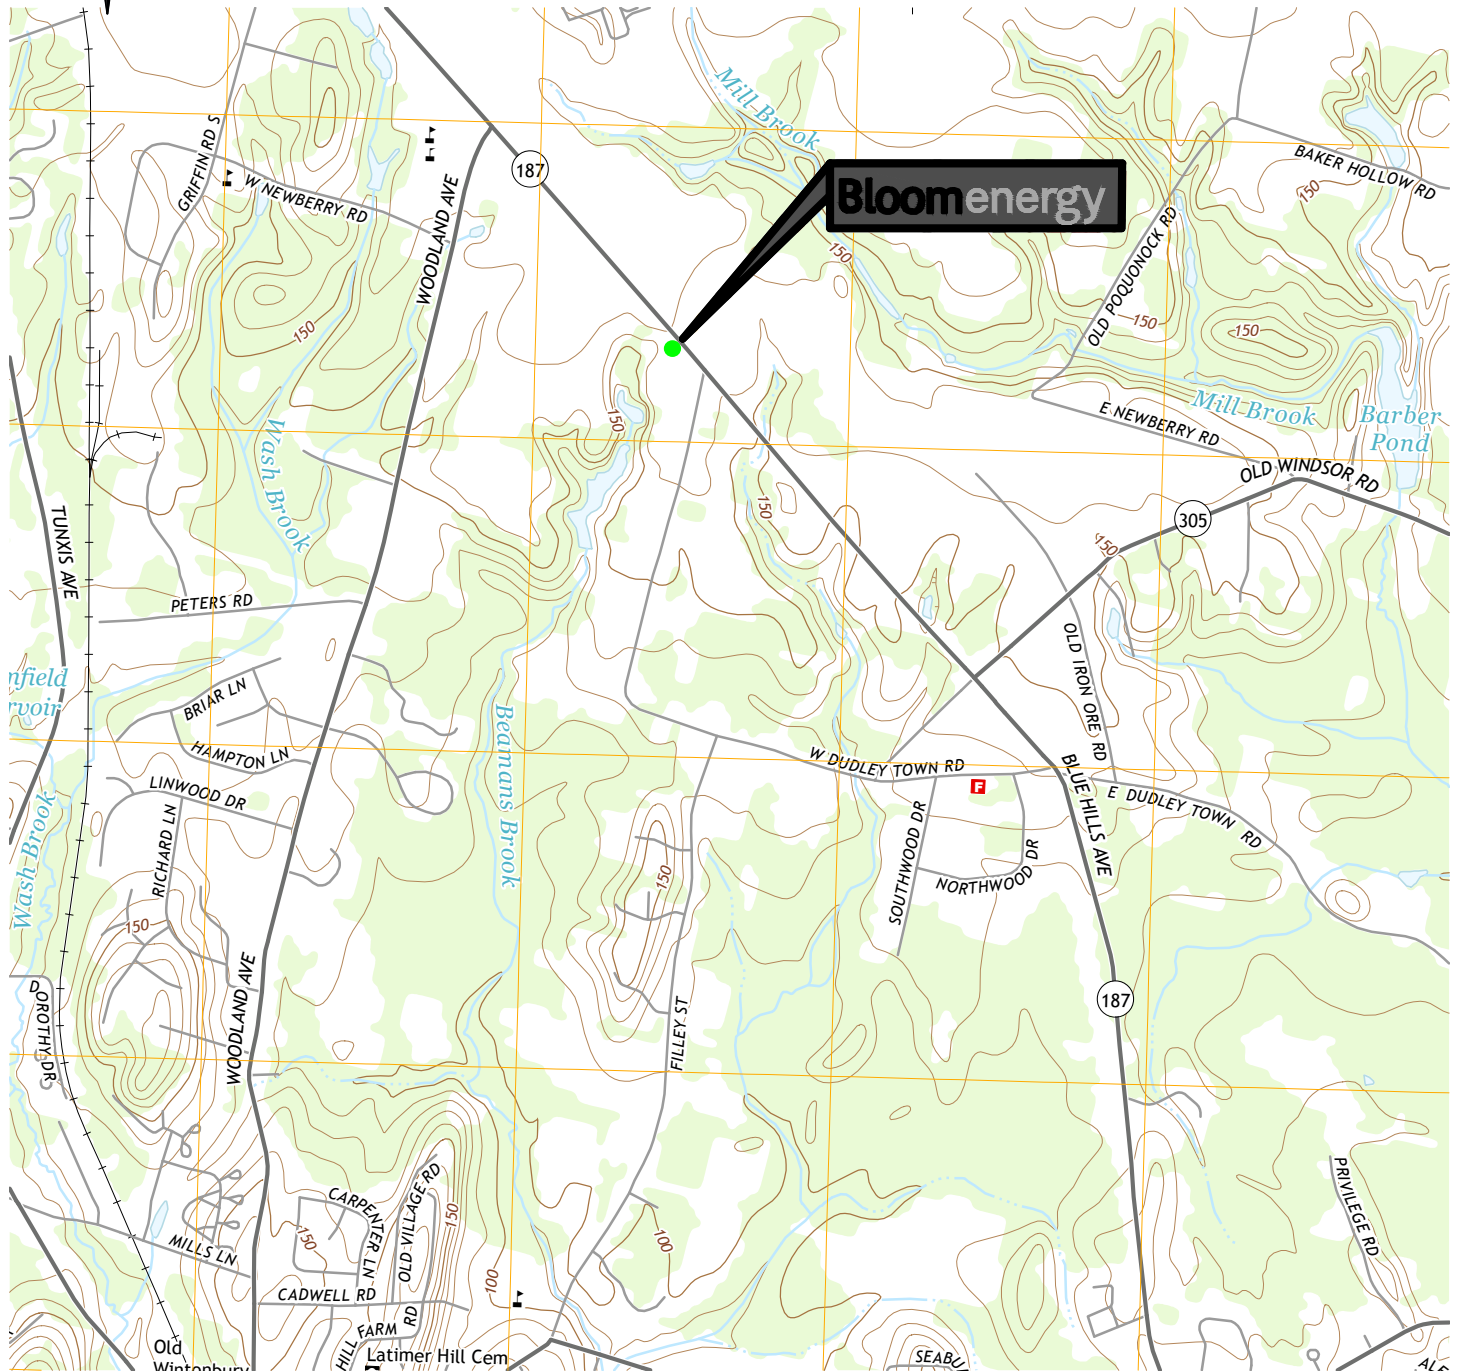 Mill Brook
GRIFFIN RD S
187
BAKER HOLLOW RD
W NEWBERRY RD
WOODLAND AVE
Bloomenergy
150
150
OLD POQUONOCK RD
150
150
150
150
E NEWBERRY RD
Mill Brook
Barber
Pond
Wash Brook
OLD WINDSOR RD
305
150
150
TUNXIS AVE
PETERS RD
OLD IRON ORE RD
nfield
rvoir
BRIAR LN
HAMPTON LN
Beamans Brook
W DUDLEY TOWN RD
BLUE HILLS AVE
F
E DUDLEY TOWN RD
LINWOOD DR
RICHARD LN
Wash Brook
SOUTHWOOD DR
NORTHWOOD DR
150
150
WOODLAND AVE
DOROTHY DR
FILLEY ST
187
CARPENTER LN
OLD VILLAGE RD
150
150
100
100
PRIVILEGE RD
MILLS LN
CADWELL RD
HILL FARM RD
Old
Wintonbury
Latimer Hill Cem
SEABU
ALE